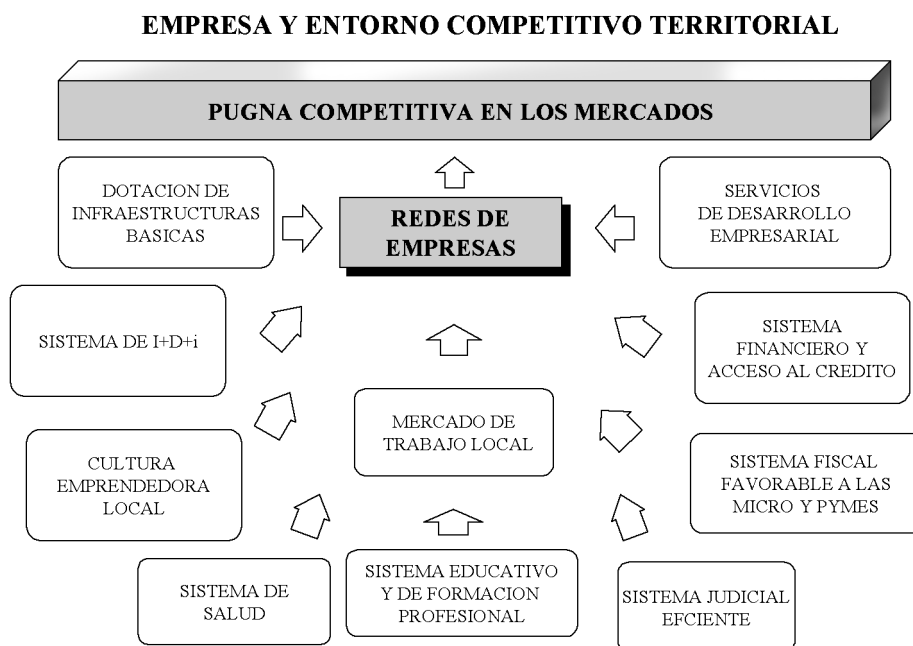 EMPRESA Y ENTORNO COMPETITIVO TERRITORIAL
PUGNA COMPETITIVA EN LOS MERCADOS
DOTACION DE
INFRAESTRUCTURAS
BASICAS
REDES DE
EMPRESAS
SERVICIOS
DE DESARROLLO
EMPRESARIAL
SISTEMA DE I+D+i
SISTEMA
FINANCIERO Y
ACCESO AL CREDITO
MERCADO DE
TRABAJO LOCAL
CULTURA
EMPRENDEDORA
LOCAL
SISTEMA FISCAL
FAVORABLE A LAS
MICRO Y PYMES
SISTEMA DE
SALUD
SISTEMA EDUCATIVO
Y DE FORMACION
PROFESIONAL
SISTEMA JUDICIAL
EFCIENTE